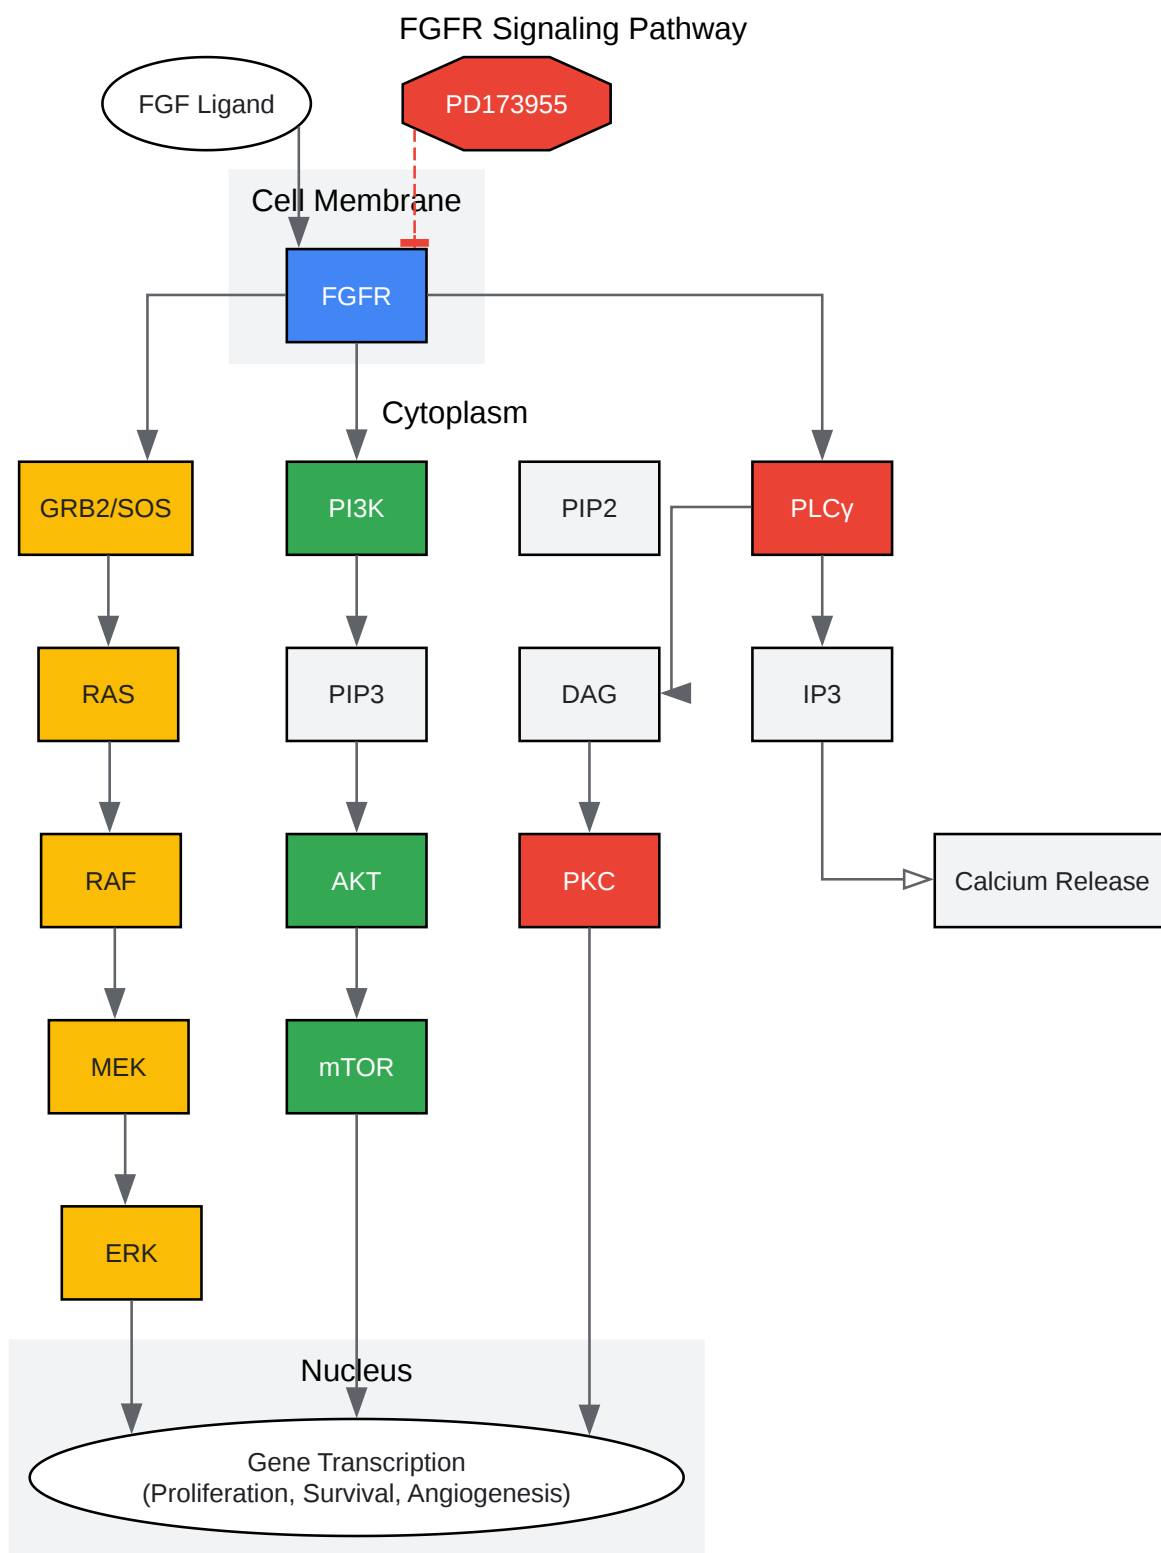 FGFR Signaling Pathway
FGF Ligand
PD173955
Cell Membrane
FGFR
Cytoplasm
GRB2/SOS
PI3K
PIP2
PLCγ
RAS
PIP3
DAG
IP3
RAF
AKT
PKC
Calcium Release
MEK
mTOR
ERK
Nucleus
Gene Transcription
(Proliferation, Survival, Angiogenesis)